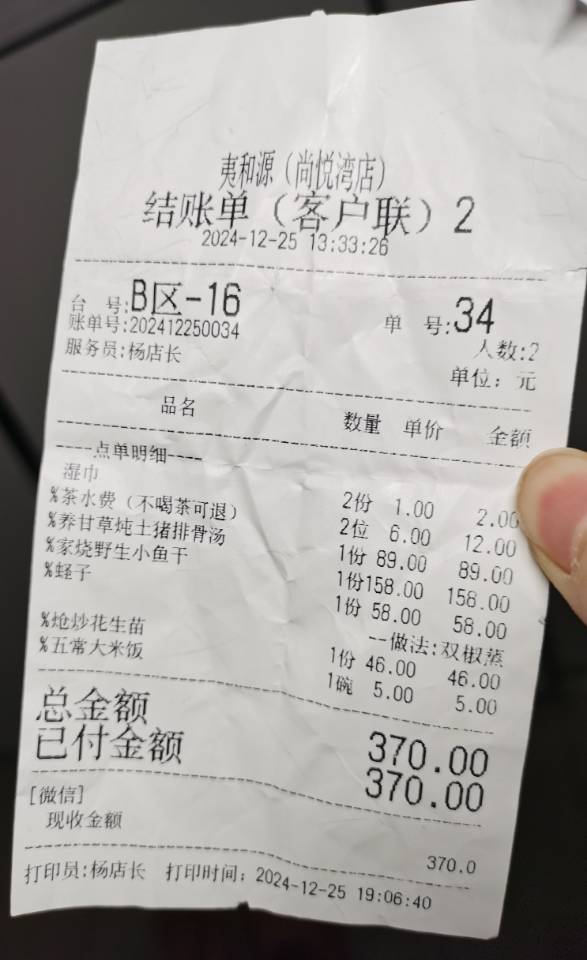 夷和源（尚悦湾店）
结账单（客户联）2
2024-12-25 13:33:26
台 号:B区-16 单 号:34
账单号:202412250034 人数:2
服务员:杨店长 单位: 元
品名 数量 单价 金额
----点单明细----
湿巾 2份 1.00 2.00
%茶水费（不喝茶可退） 2位 6.00 12.00
%养甘草炖土猪排骨汤 1份 89.00 89.00
%家烧野生小鱼干 1份158.00 158.00
%蛏子 1份 58.00 58.00
--做法:双椒蒸
%炝炒花生苗 1份 46.00 46.00
%五常大米饭 1碗 5.00 5.00
总金额 370.00
已付金额 370.00
[微信]
现收金额 370.0
打印员:杨店长 打印时间: 2024-12-25 19:06:40